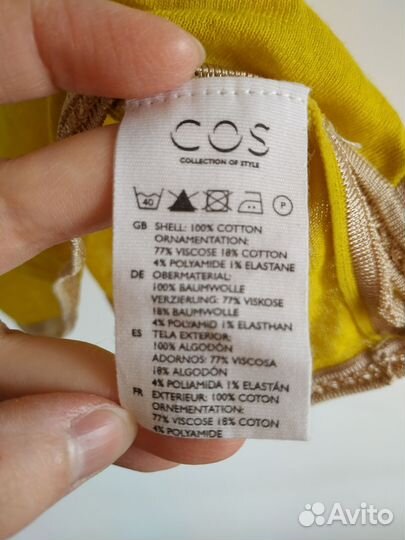 COS
COLLECTION OF STYLE
40 P
GB SHELL: 100% COTTON
ORNAMENTATION:
77% VISCOSE 18% COTTON
4% POLYAMIDE 1% ELASTANE
DE OBERMATERIAL:
100% BAUMWOLLE
VERZIERUNG: 77% VISKOSE
18% BAUMWOLLE
4% POLYAMID 1% ELASTHAN
ES TELA EXTERIOR:
100% ALGODÓN
ADORNOS: 77% VISCOSA
18% ALGODÓN
4% POLIAMIDA 1% ELASTÁN
FR EXTERIEUR: 100% COTON
ORNEMENTATION:
77% VISCOSE 18% COTON
4% POLYAMIDE
Avito